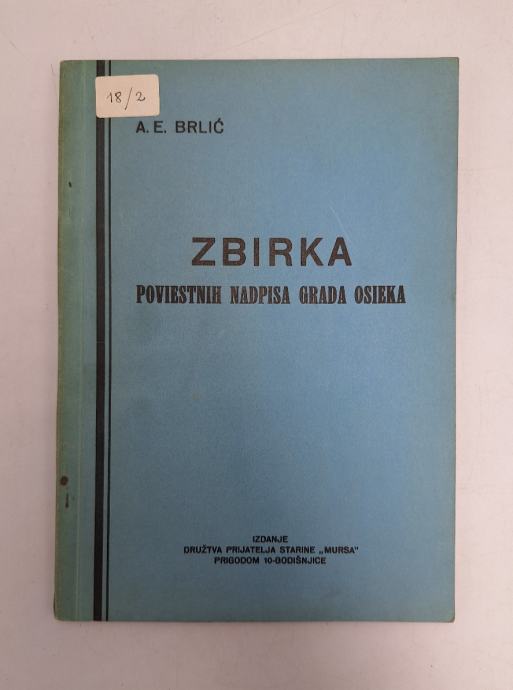 18/2
A. E. BRLIĆ
ZBIRKA
POVIESTNIH NADPISA GRADA OSIEKA
IZDANJE
DRUŽTVA PRIJATELJA STARINE „MURSA"
PRIGODOM 10-GODIŠNJICE